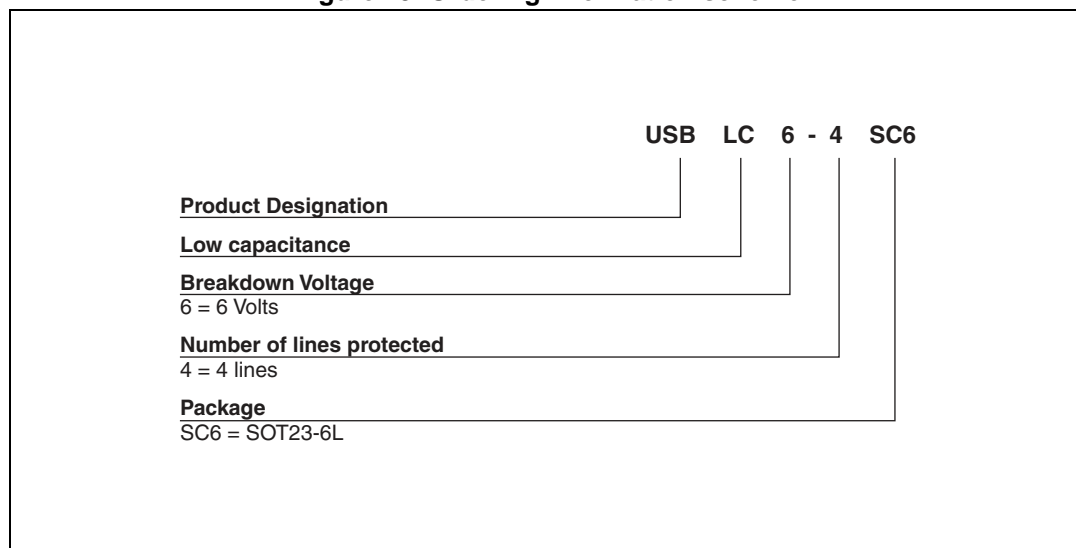 USB LC 6 - 4 SC6
Product Designation
Low capacitance
Breakdown Voltage
6 = 6 Volts
Number of lines protected
4 = 4 lines
Package
SC6 = SOT23-6L